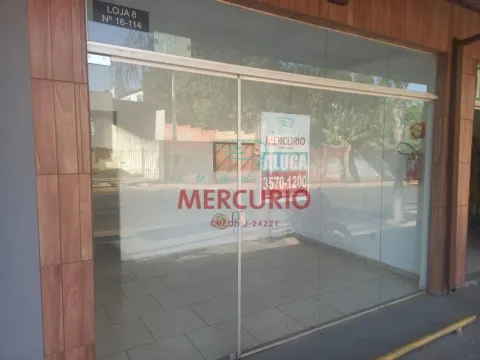 LOJA 8
Nº 16-114
MERCURIO
ALUGA
3570-1200
MERCURIO
CRECI J-24221